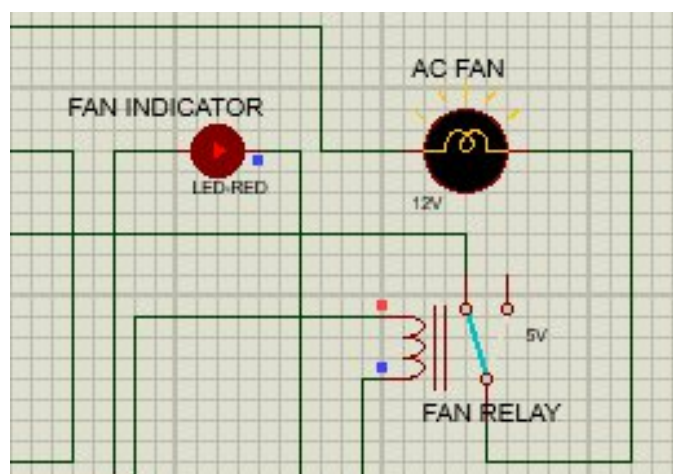 AC FAN
FAN INDICATOR
LED-RED
12V
5V
FAN RELAY